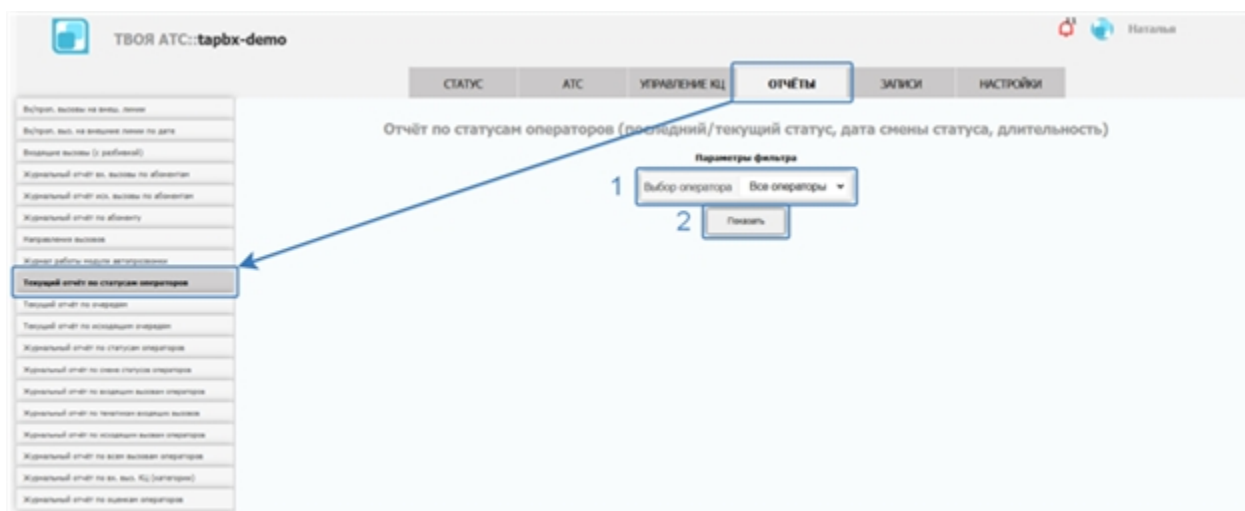 ТВОЯ АТС::tapbx-demo
Наталья
СТАТУС АТС УПРАВЛЕНИЕ КЦ ОТЧЁТЫ ЗАПИСИ НАСТРОЙКИ
Вх/проп. вызовы на внеш. линии
Вх/проп. выз. на внешние линии по дате
Входящие вызовы (с разбивкой)
Журнальный отчёт вх. вызовы по абонентам
Журнальный отчёт исх. вызовы по абонентам
Журнальный отчёт по абоненту
Направления вызовов
Журнал работы модуля автопрозвонки
Текущий отчёт по статусам операторов
Текущий отчёт по очередям
Текущий отчёт по исходящим очередям
Журнальный отчёт по статусам операторов
Журнальный отчёт по смене статусов операторов
Журнальный отчёт по входящим вызовам операторов
Журнальный отчёт по тематикам входящих вызовов
Журнальный отчёт по исходящим вызовам операторов
Журнальный отчёт по всем вызовам операторов
Журнальный отчёт по вх. выз. КЦ (категории)
Журнальный отчёт по оценкам операторов
Отчёт по статусам операторов (последний/текущий статус, дата смены статуса, длительность)
Параметры фильтра
1 Выбор оператора Все операторы
2 Показать